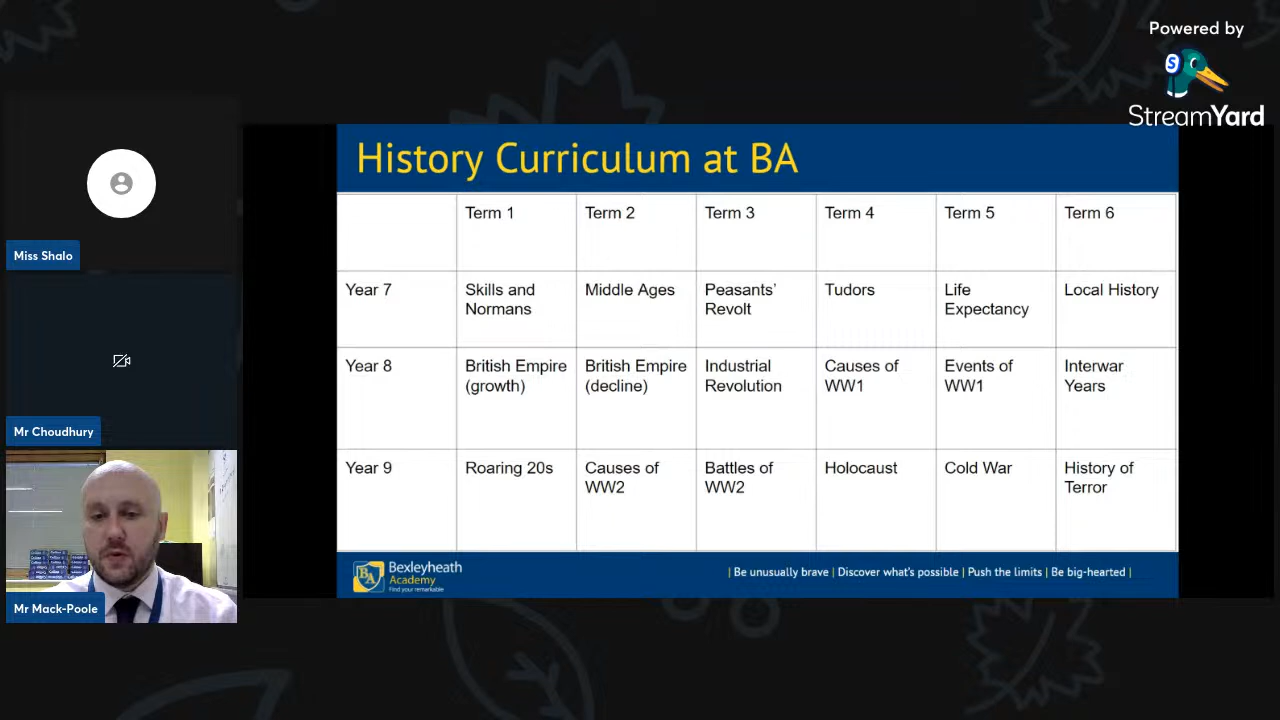 Powered by
StreamYard
History Curriculum at BA
Term 1
Term 2
Term 3
Term 4
Term 5
Term 6
Year 7
Skills and
Normans
Middle Ages
Peasants'
Revolt
Tudors
Life
Expectancy
Local History
Year 8
British Empire
(growth)
British Empire
(decline)
Industrial
Revolution
Causes of
WW1
Events of
WW1
Interwar
Years
Year 9
Roaring 20s
Causes of
WW2
Battles of
WW2
Holocaust
Cold War
History of
Terror
BA
Bexleyheath
Academy
Find your remarkable
| Be unusually brave | Discover what's possible | Push the limits | Be big-hearted |
Miss Shalo
Mr Choudhury
Mr Mack-Poole